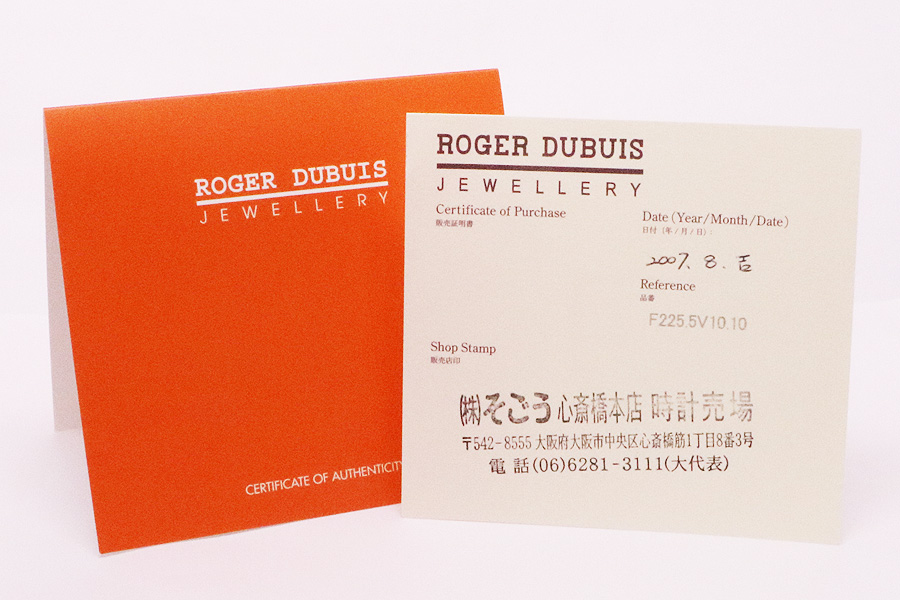 ROGER DUBUIS
JEWELLERY
CERTIFICATE OF AUTHENTICITY
ROGER DUBUIS
JEWELLERY
Certificate of Purchase
販売証明書
Date (Year/Month/Date)
日付（年／月／日）：
2007. 8. 吉
Reference
品番
F225.5V10.10
Shop Stamp
販売店印
(株)そごう 心斎橋本店 時計売場
〒542-8555 大阪府大阪市中央区心斎橋筋1丁目8番3号
電話(06)6281-3111(大代表)